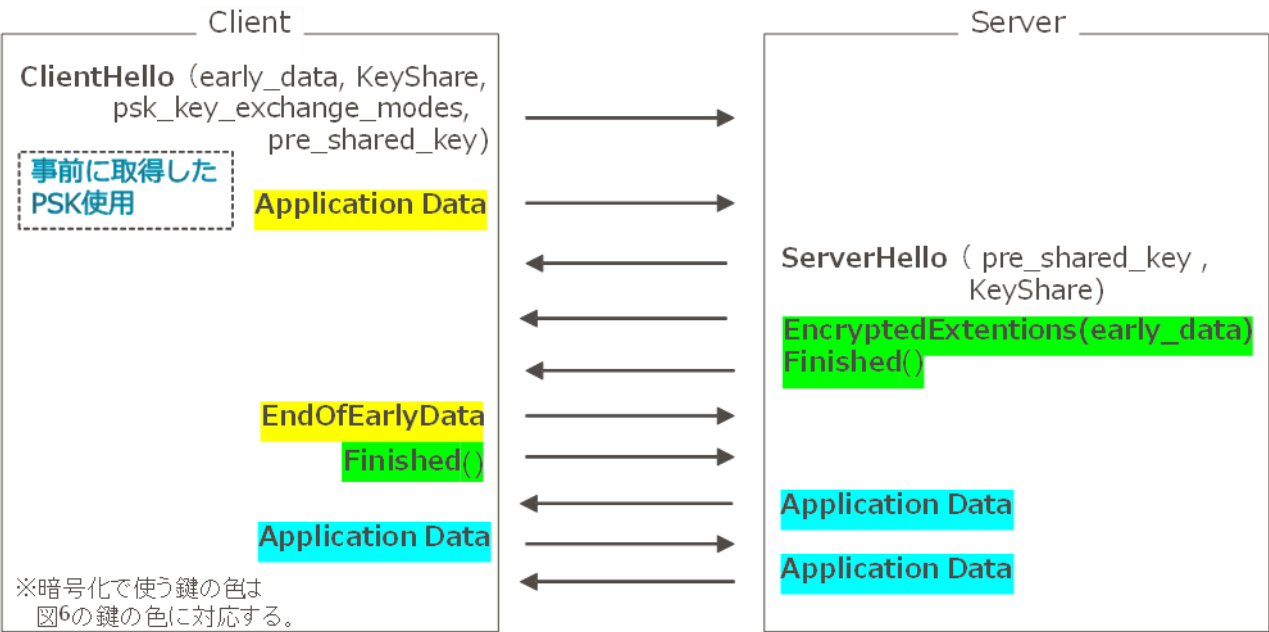 Client
Server
ClientHello（early_data, KeyShare,
psk_key_exchange_modes,
pre_shared_key)
事前に取得した
PSK使用
Application Data
ServerHello（ pre_shared_key ,
KeyShare)
EncryptedExtentions(early_data)
Finished()
EndOfEarlyData
Finished()
Application Data
Application Data
Application Data
※暗号化で使う鍵の色は
図6の鍵の色に対応する。